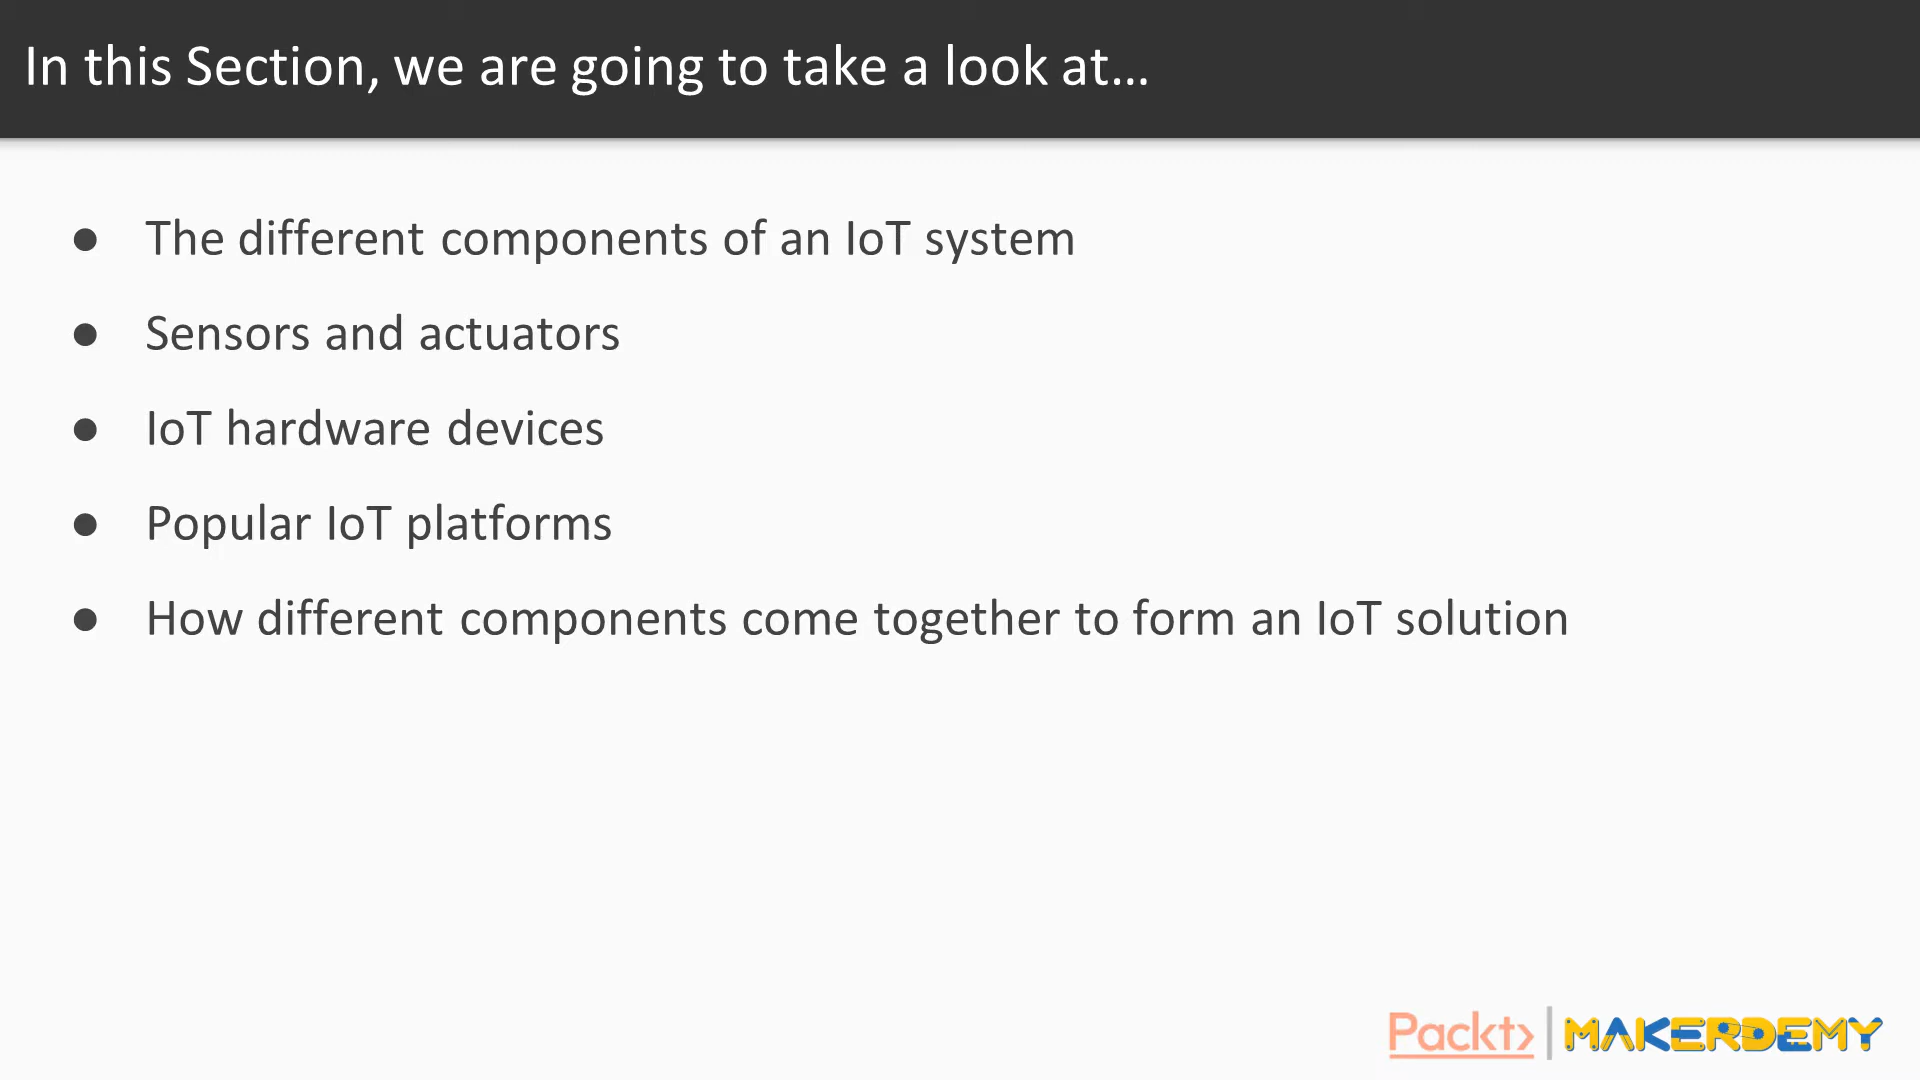 In this Section, we are going to take a look at...
● The different components of an IoT system
● Sensors and actuators
● IoT hardware devices
● Popular IoT platforms
● How different components come together to form an IoT solution
Packt> | MAKERDEMY